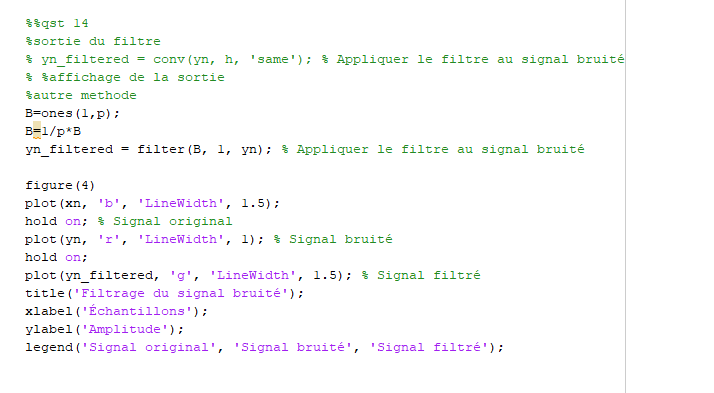 %%qst 14
%sortie du filtre
% yn_filtered = conv(yn, h, 'same'); % Appliquer le filtre au signal bruité
% %affichage de la sortie
%autre methode
B=ones(1,p);
B=1/p*B
yn_filtered = filter(B, 1, yn); % Appliquer le filtre au signal bruité
figure(4)
plot(xn, 'b', 'LineWidth', 1.5);
hold on; % Signal original
plot(yn, 'r', 'LineWidth', 1); % Signal bruité
hold on;
plot(yn_filtered, 'g', 'LineWidth', 1.5); % Signal filtré
title('Filtrage du signal bruité');
xlabel('Échantillons');
ylabel('Amplitude');
legend('Signal original', 'Signal bruité', 'Signal filtré');